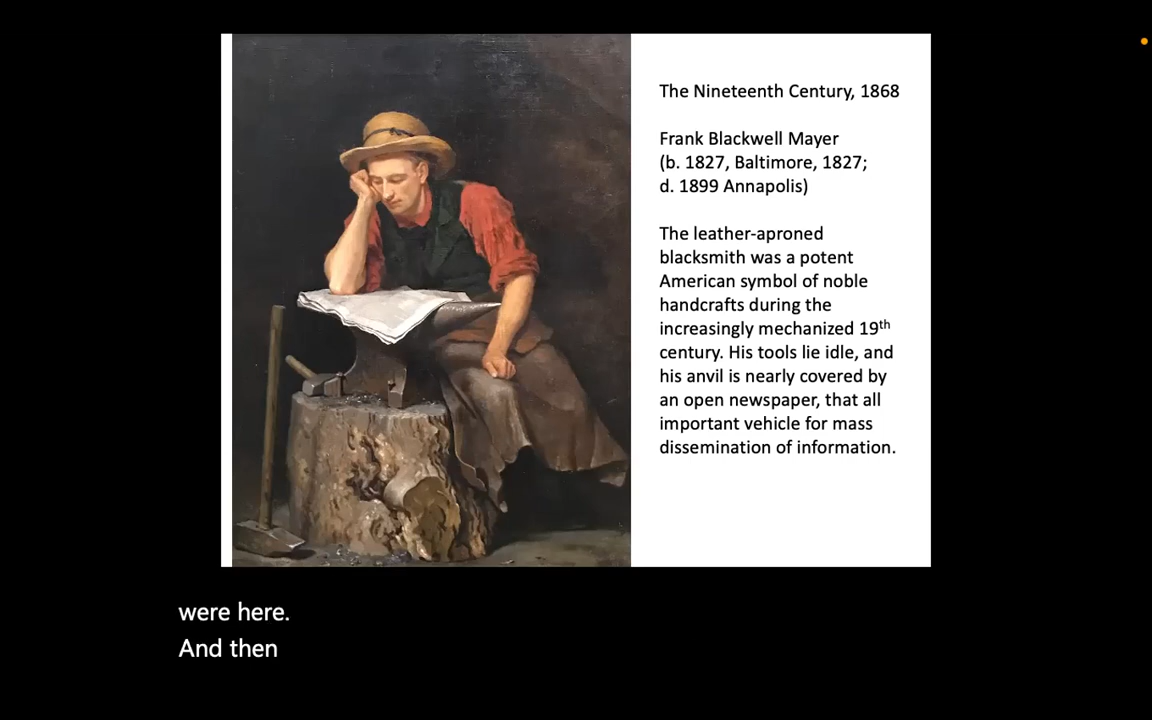 The Nineteenth Century, 1868
Frank Blackwell Mayer
(b. 1827, Baltimore, 1827;
d. 1899 Annapolis)
The leather-aproned
blacksmith was a potent
American symbol of noble
handcrafts during the
increasingly mechanized 19th
century. His tools lie idle, and
his anvil is nearly covered by
an open newspaper, that all
important vehicle for mass
dissemination of information.
were here.
And then